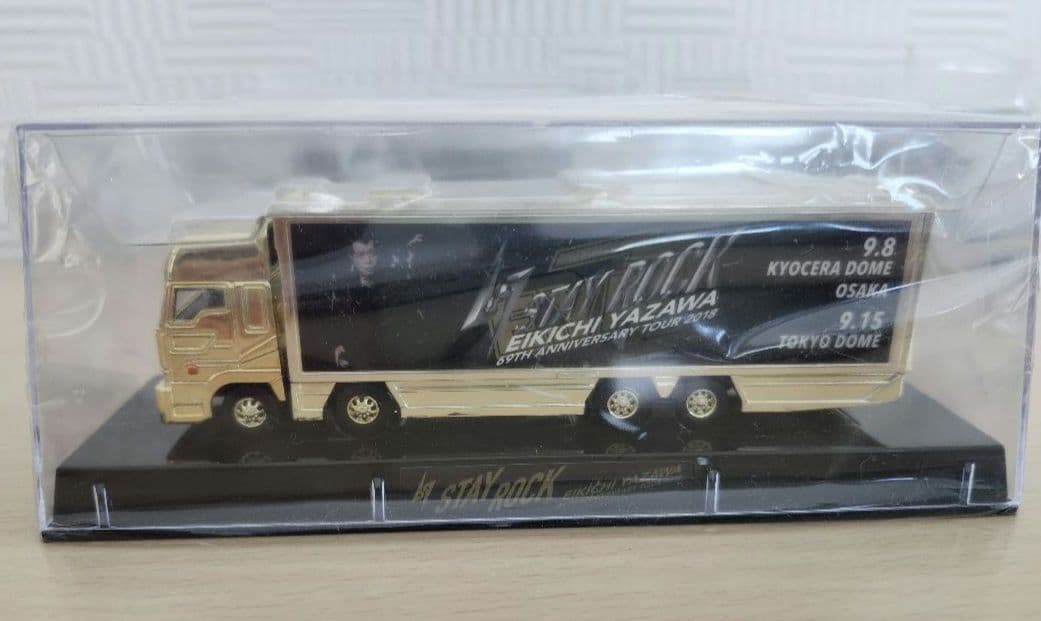 STAY ROCK
EIKICHI YAZAWA
69TH ANNIVERSARY TOUR 2018
9.8
KYOCERA DOME
OSAKA
9.15
TOKYO DOME
STAY ROCK EIKICHI YAZAWA